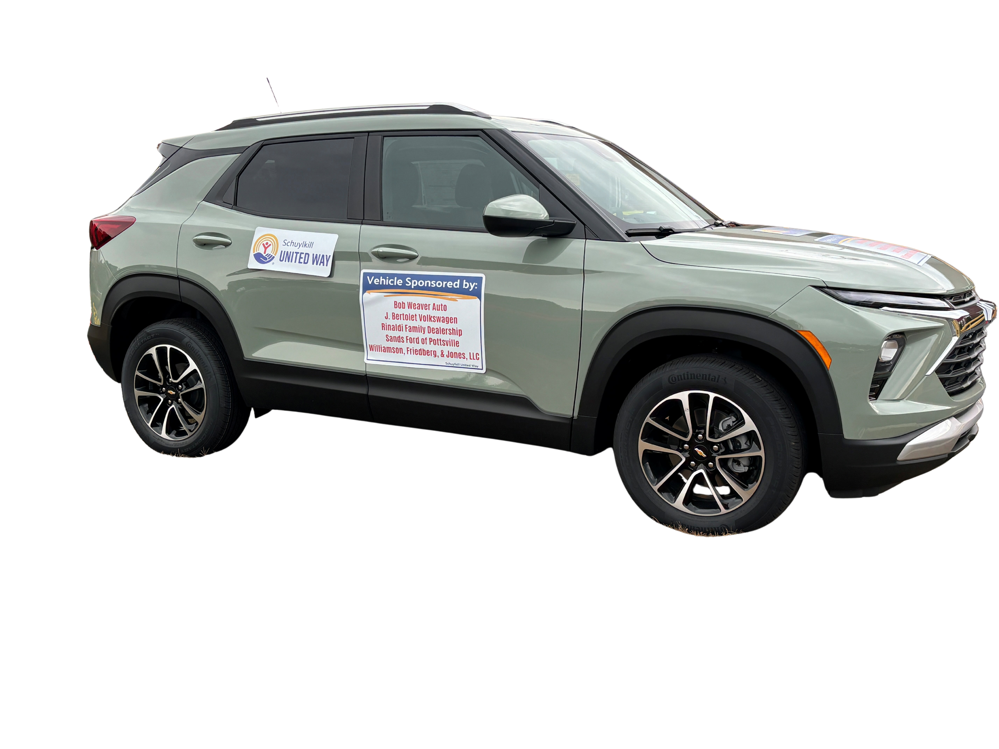 Schuylkill
UNITED WAY
Vehicle Sponsored by:
Bob Weaver Auto
J. Bertolet Volkswagen
Rinaldi Family Dealership
Sands Ford of Pottsville
Williamson, Friedberg, & Jones, LLC
Schuylkill United Way
Continental
Continental